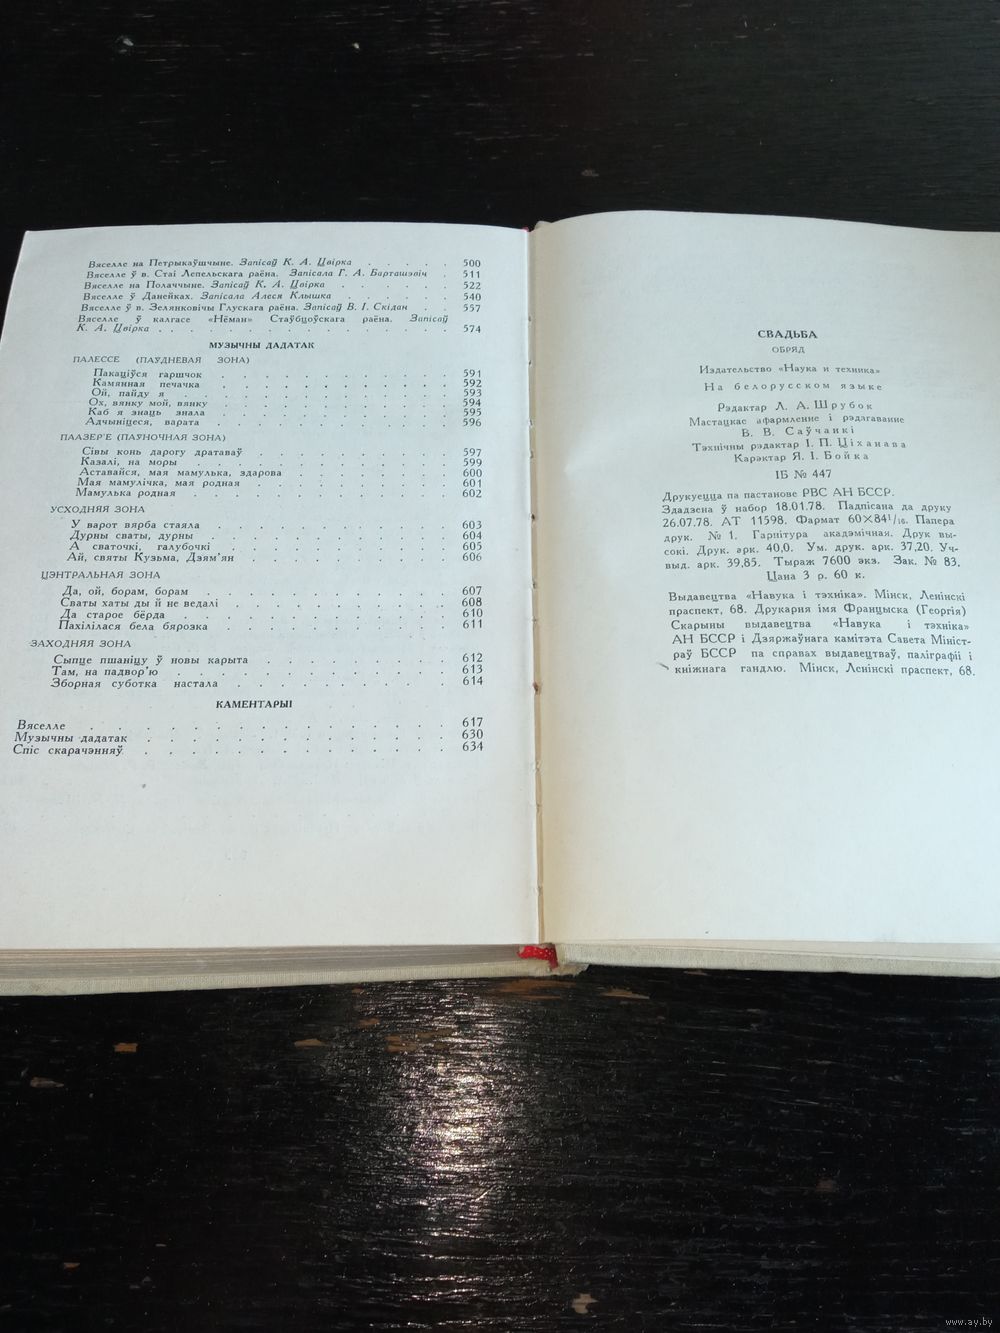 Вяселле на Петрыкаўшчыне. Запісаў К. А. Цвірка . . . . . 500
Вяселле ў в. Стаі Лепельскага раёна. Запісала Г. А. Барташэвіч . 511
Вяселле на Полаччыне. Запісаў К. А. Цвірка . . . . . . 522
Вяселле ў Данейках. Запісала Алеся Клышка . . . . . . 540
Вяселле ў в. Зелянковічы Глускага раёна. Запісаў В. І. Скідан . . 557
Вяселле ў калгасе «Нёман» Стаўбцоўскага раёна. Запісаў
К. А. Цвірка . . . . . . . . . . . . . . 574
МУЗЫЧНЫ ДАДАТАК
ПАЛЕССЕ (ПАЎДНЕВАЯ ЗОНА)
Пакаціўся гаршчок . . . . . . . . . . . 591
Камянная печачка . . . . . . . . . . . 592
Ой, пайду я . . . . . . . . . . . . 593
Ох, вянку мой, вянку . . . . . . . . . . 594
Каб я знаць знала . . . . . . . . . . . 595
Адчыніцеся, варата . . . . . . . . . . . 596
ПААЗЕР'Е (ПАЎНОЧНАЯ ЗОНА)
Сівы конь дарогу дратаваў . . . . . . . . . 597
Казалі, на моры . . . . . . . . . . . 599
Аставайся, мая мамулька, здарова . . . . . . . 600
Мая мамулічка, мая родная . . . . . . . . . 601
Мамулька родная . . . . . . . . . . . . 602
УСХОДНЯЯ ЗОНА
У варот вярба стаяла . . . . . . . . . . . 603
Дурны сваты, дурны . . . . . . . . . . . 604
А сваточкі, галубочкі . . . . . . . . . . 605
Ай, святы Кузьма, Дзям'ян . . . . . . . . . 606
ЦЭНТРАЛЬНАЯ ЗОНА
Да, ой, борам, борам . . . . . . . . . . . 607
Сваты хаты ды й не ведалі . . . . . . . . . 608
Да старое бёрда . . . . . . . . . . . . 610
Пахілілася бела бярозка . . . . . . . . . . 611
ЗАХОДНЯЯ ЗОНА
Сыпце пшаніцу ў новы карыта . . . . . . . . 612
Там, на падвор'ю . . . . . . . . . . . . 613
Зборная суботка настала . . . . . . . . . . 614
КАМЕНТАРЫІ
Вяселле . . . . . . . . . . . . . . 617
Музычны дадатак . . . . . . . . . . . . 630
Спіс скарачэнняў . . . . . . . . . . . . 634
СВАДЬБА
ОБРЯД
Издательство «Наука и техника»
На белорусском языке
Рэдактар Л. А. Шрубок
Мастацкае афармленне і рэдагаванне
В. В. Саўчанкі
Тэхнічны рэдактар І. П. Ціханава
Карэктар Я. І. Бойка
ІБ № 447
Друкуецца па пастанове РВС АН БССР.
Здадзена ў набор 18.01.78. Падпісана да друку
26.07.78. АТ 11598. Фармат 60×84¹/₁₆. Папера
друк. № 1. Гарнітура акадэмічная. Друк вы-
сокі. Друк. арк. 40,0. Ум. друк. арк. 37,20. Уч-
выд. арк. 39,85. Тыраж 7600 экз. Зак. № 83.
Цана 3 р. 60 к.
Выдавецтва «Навука і тэхніка». Мінск, Ленінскі
праспект, 68. Друкарня імя Францыска (Георгія)
Скарыны выдавецтва «Навука і тэхніка»
АН БССР і Дзяржаўнага камітэта Савета Мініст-
раў БССР па справах выдавецтваў, паліграфіі і
кніжнага гандлю. Мінск, Ленінскі праспект, 68.
www.ay.by